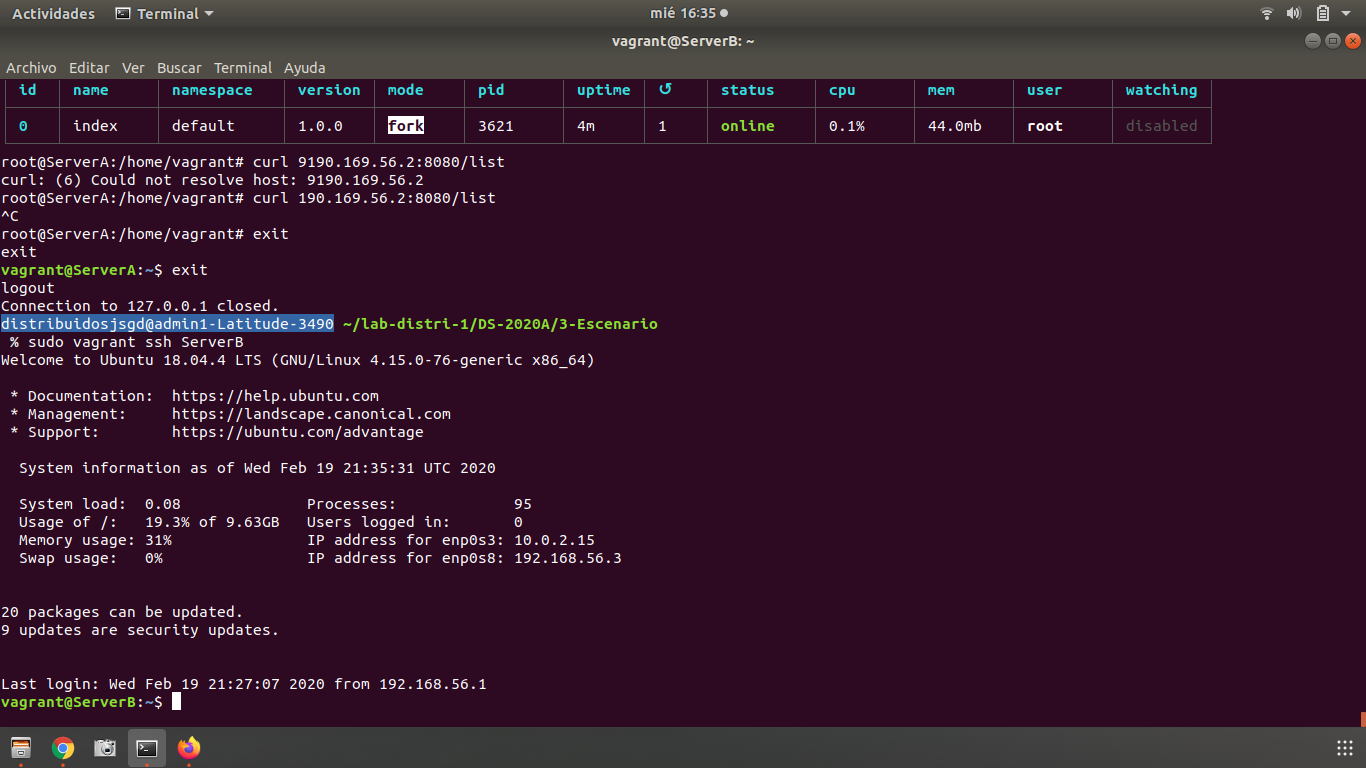 Actividades Terminal mié 16:35
vagrant@ServerB: ~
Archivo Editar Ver Buscar Terminal Ayuda
id name namespace version mode pid uptime ↺ status cpu mem user watching
0 index default 1.0.0 fork 3621 4m 1 online 0.1% 44.0mb root disabled
root@ServerA:/home/vagrant# curl 9190.169.56.2:8080/list
curl: (6) Could not resolve host: 9190.169.56.2
root@ServerA:/home/vagrant# curl 190.169.56.2:8080/list
^C
root@ServerA:/home/vagrant# exit
exit
vagrant@ServerA:~$ exit
logout
Connection to 127.0.0.1 closed.
distribuidosjsgd@admin1-Latitude-3490 ~/lab-distri-1/DS-2020A/3-Escenario
% sudo vagrant ssh ServerB
Welcome to Ubuntu 18.04.4 LTS (GNU/Linux 4.15.0-76-generic x86_64)
* Documentation: https://help.ubuntu.com
* Management: https://landscape.canonical.com
* Support: https://ubuntu.com/advantage
System information as of Wed Feb 19 21:35:31 UTC 2020
System load: 0.08 Processes: 95
Usage of /: 19.3% of 9.63GB Users logged in: 0
Memory usage: 31% IP address for enp0s3: 10.0.2.15
Swap usage: 0% IP address for enp0s8: 192.168.56.3
20 packages can be updated.
9 updates are security updates.
Last login: Wed Feb 19 21:27:07 2020 from 192.168.56.1
vagrant@ServerB:~$